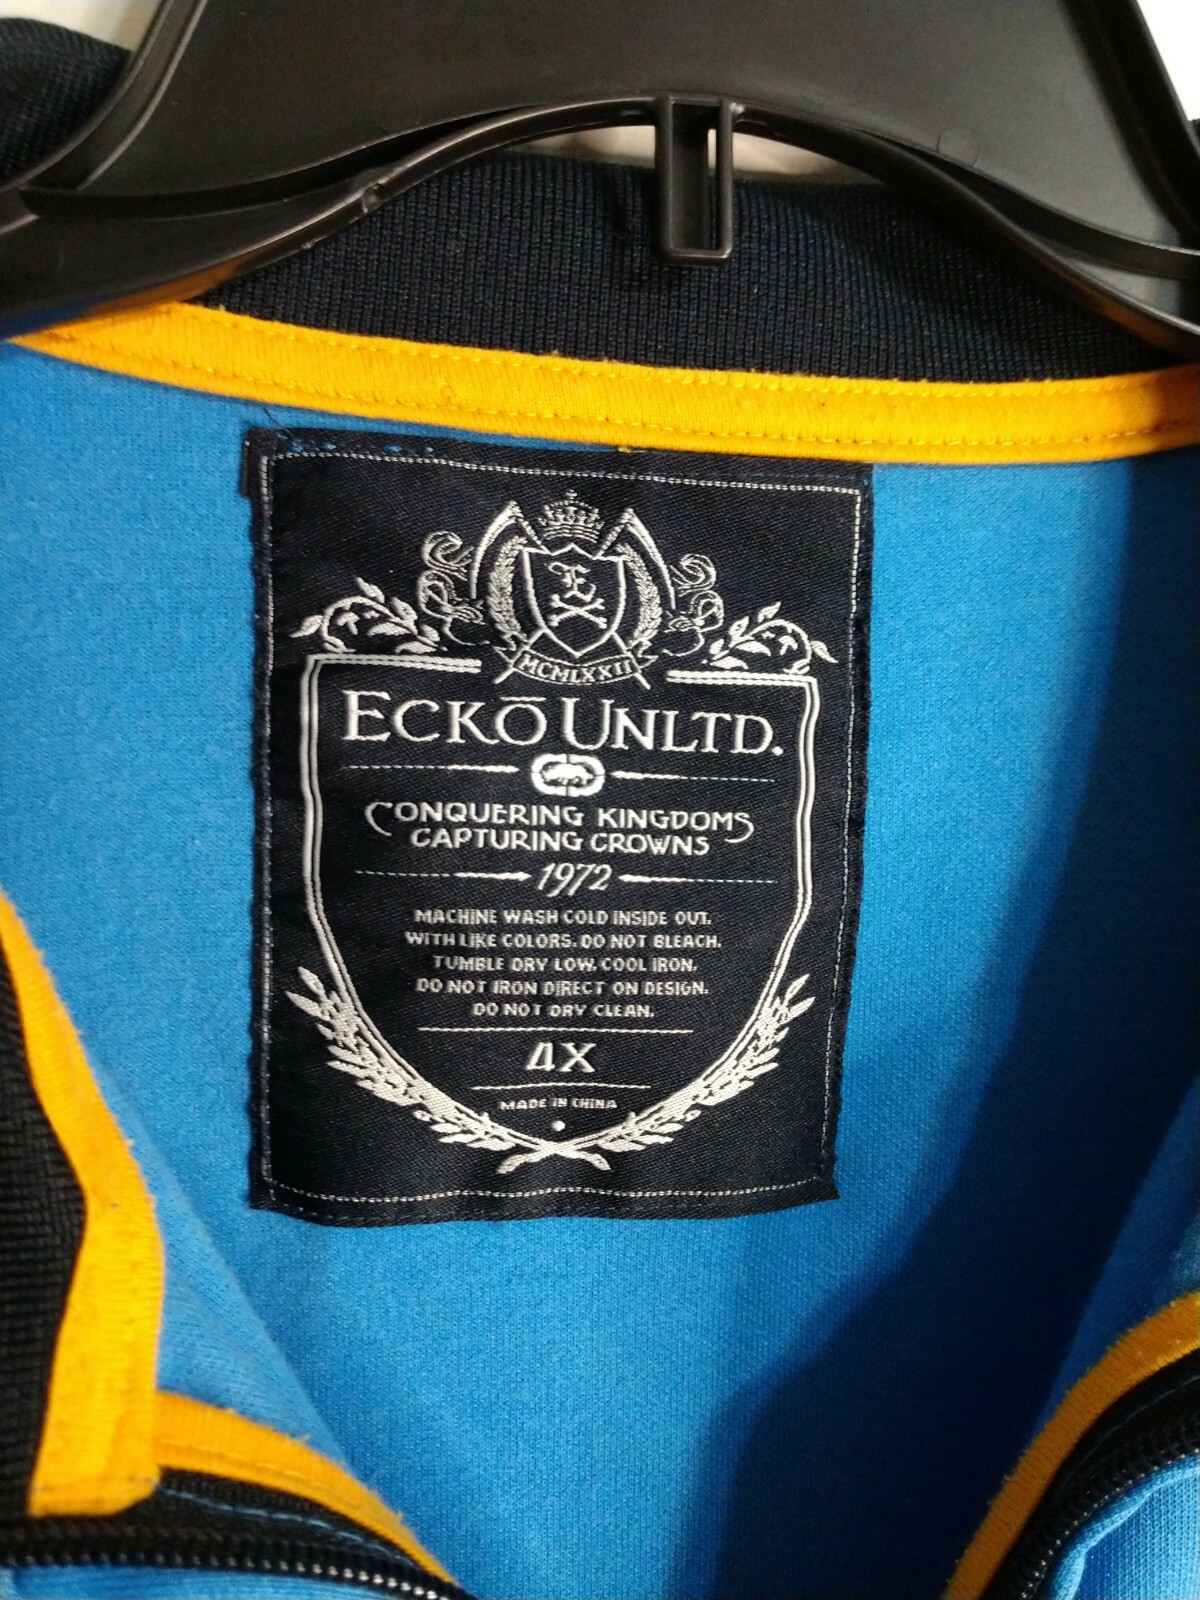 E
MCMLXXII
ECKŌ UNLTD.
CONQUERING KINGDOMS
CAPTURING CROWNS
1972
MACHINE WASH COLD INSIDE OUT.
WITH LIKE COLORS. DO NOT BLEACH.
TUMBLE DRY LOW. COOL IRON.
DO NOT IRON DIRECT ON DESIGN.
DO NOT DRY CLEAN.
4X
MADE IN CHINA